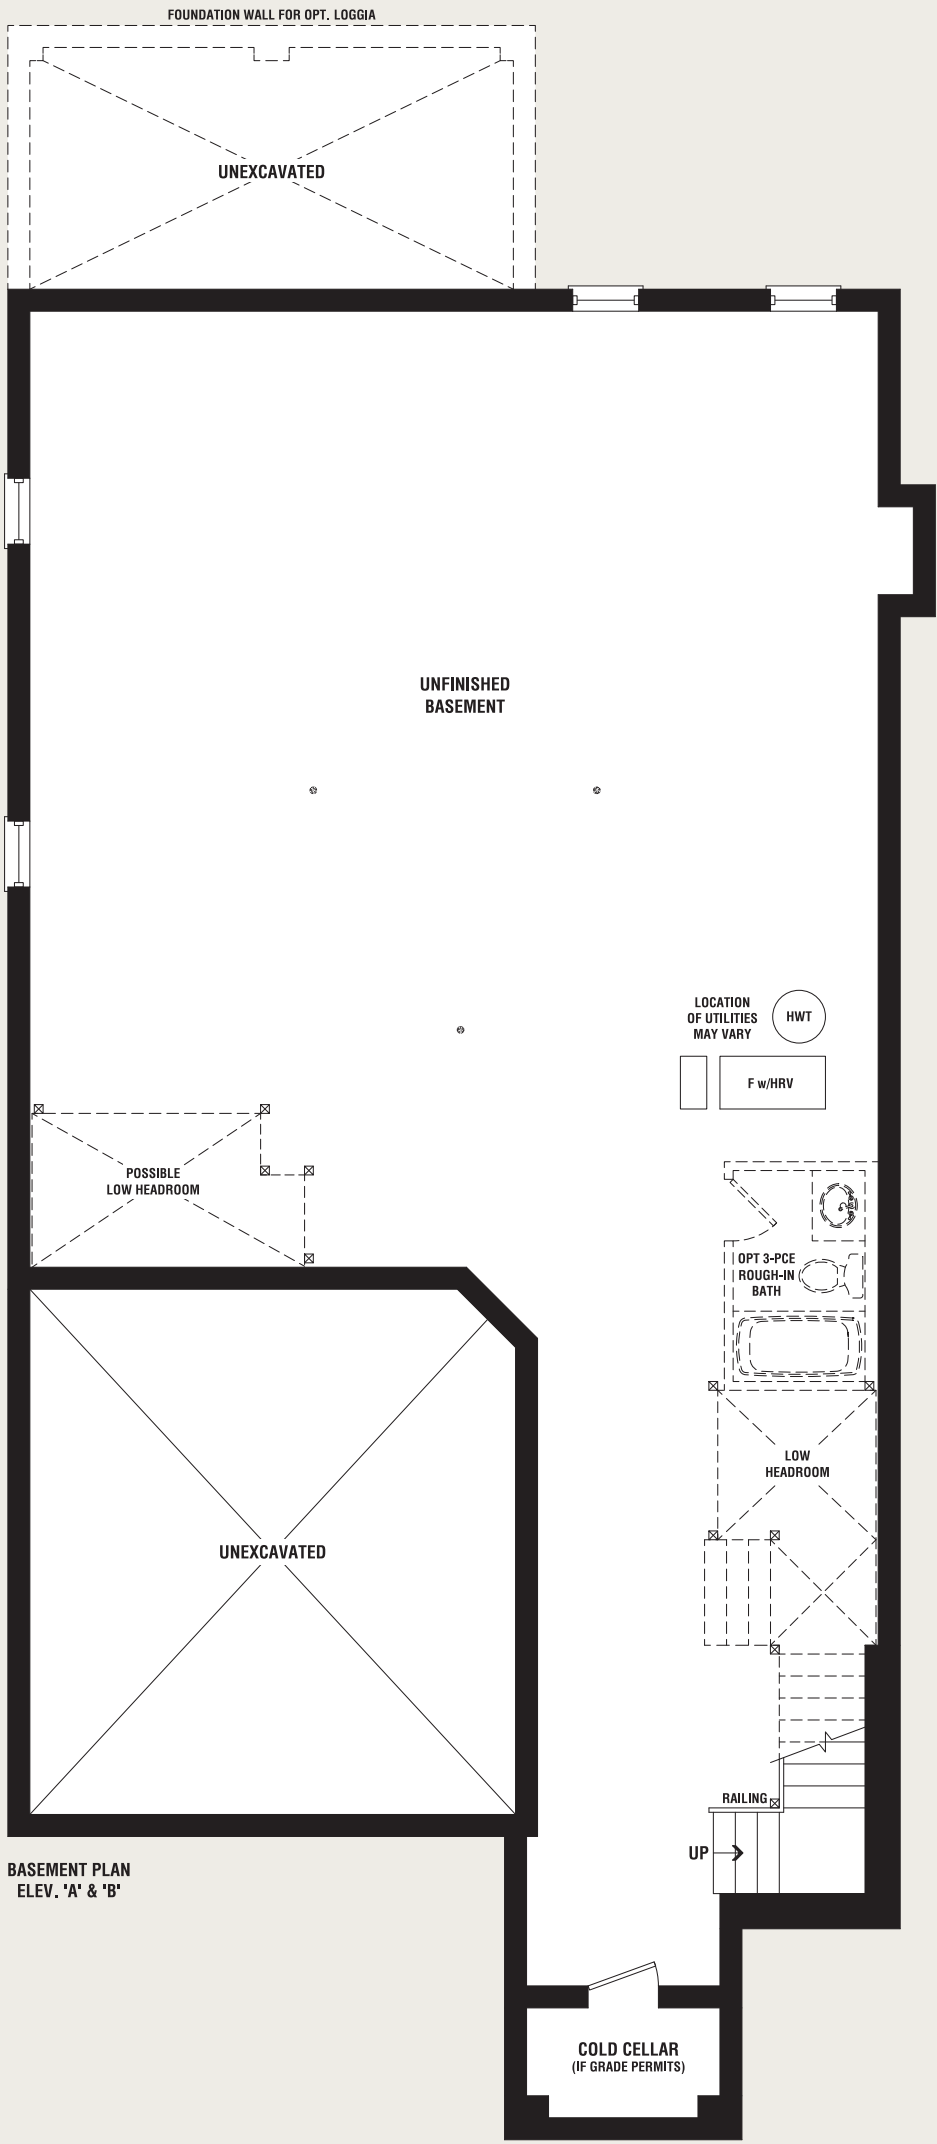 FOUNDATION WALL FOR OPT. LOGGIA
UNEXCAVATED
UNFINISHED
BASEMENT
LOCATION
OF UTILITIES
MAY VARY
HWT
F w/HRV
POSSIBLE
LOW HEADROOM
OPT 3-PCE
ROUGH-IN
BATH
LOW
HEADROOM
UNEXCAVATED
RAILING
UP
BASEMENT PLAN
ELEV. 'A' & 'B'
COLD CELLAR
(IF GRADE PERMITS)